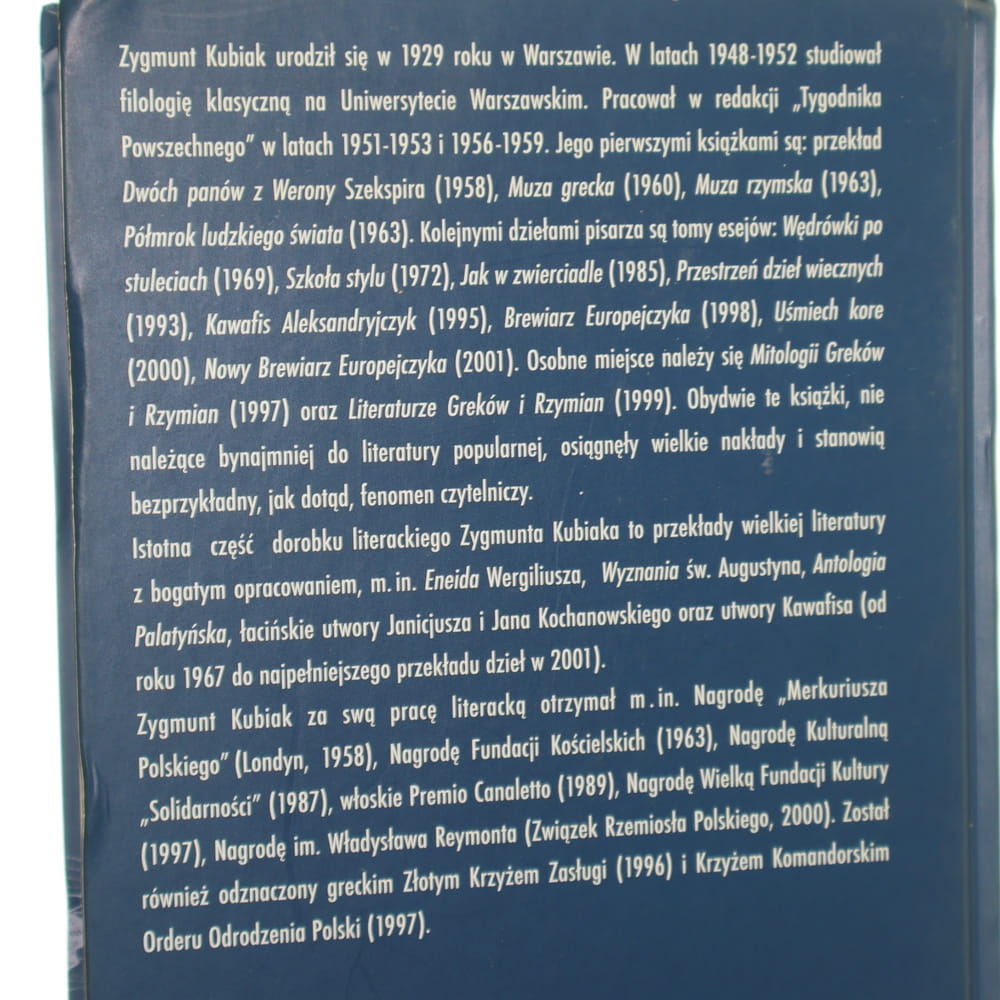 Zygmunt Kubiak urodził się w 1929 roku w Warszawie. W latach 1948-1952 studiował
filologię klasyczną na Uniwersytecie Warszawskim. Pracował w redakcji „Tygodnika
Powszechnego” w latach 1951-1953 i 1956-1959. Jego pierwszymi książkami są: przekład
Dwóch panów z Werony Szekspira (1958), Muza grecka (1960), Muza rzymska (1963),
Półmrok ludzkiego świata (1963). Kolejnymi dziełami pisarza są tomy esejów: Wędrówki po
stuleciach (1969), Szkoła stylu (1972), Jak w zwierciadle (1985), Przestrzeń dzieł wiecznych
(1993), Kawafis Aleksandryjczyk (1995), Brewiarz Europejczyka (1998), Uśmiech kore
(2000), Nowy Brewiarz Europejczyka (2001). Osobne miejsce należy się Mitologii Greków
i Rzymian (1997) oraz Literaturze Greków i Rzymian (1999). Obydwie te książki, nie
należące bynajmniej do literatury popularnej, osiągnęły wielkie nakłady i stanowią
bezprzykładny, jak dotąd, fenomen czytelniczy.
Istotna część dorobku literackiego Zygmunta Kubiaka to przekłady wielkiej literatury
z bogatym opracowaniem, m.in. Eneida Wergiliusza, Wyznania św. Augustyna, Antologia
Palatyńska, łacińskie utwory Janicjusza i Jana Kochanowskiego oraz utwory Kawafisa (od
roku 1967 do najpełniejszego przekładu dzieł w 2001).
Zygmunt Kubiak za swą pracę literacką otrzymał m.in. Nagrodę „Merkuriusza
Polskiego” (Londyn, 1958), Nagrodę Fundacji Kościelskich (1963), Nagrodę Kulturalną
„Solidarności” (1987), włoskie Premio Canaletto (1989), Nagrodę Wielką Fundacji Kultury
(1997), Nagrodę im. Władysława Reymonta (Związek Rzemiosła Polskiego, 2000). Został
również odznaczony greckim Złotym Krzyżem Zasługi (1996) i Krzyżem Komandorskim
Orderu Odrodzenia Polski (1997).